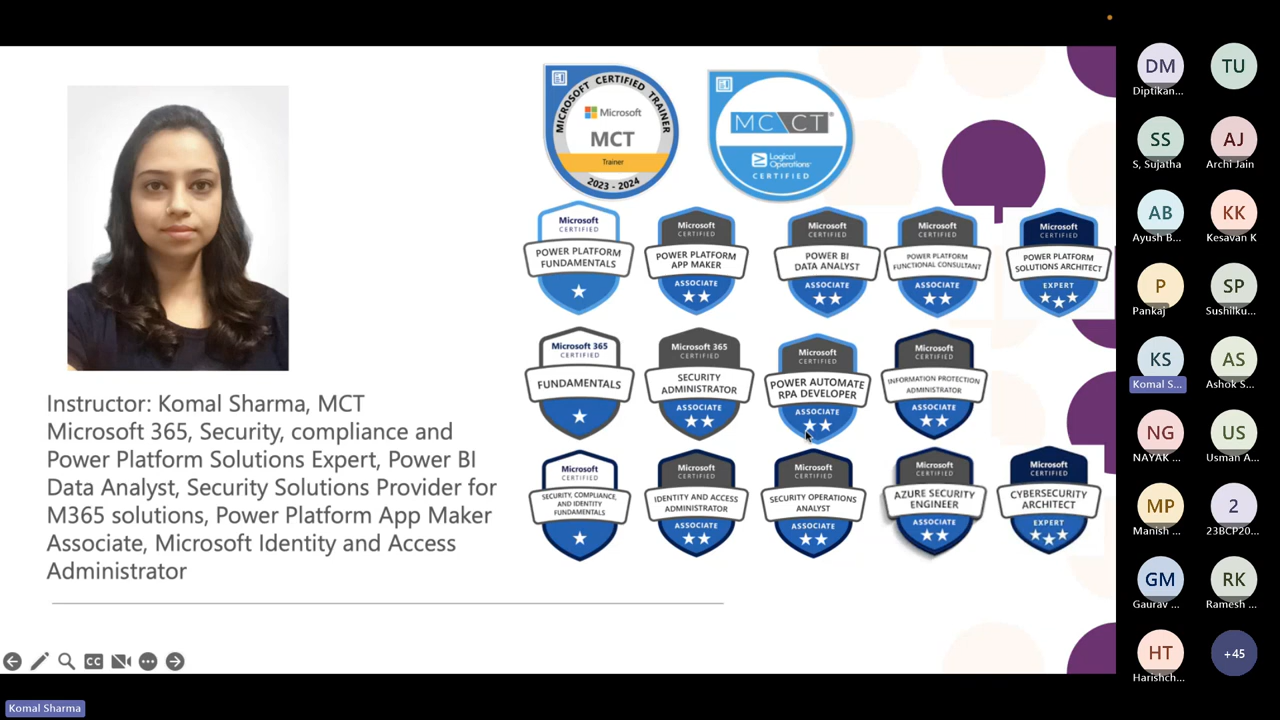 MICROSOFT CERTIFIED TRAINER
Microsoft
MCT
Trainer
2023 - 2024
MC\CT®
Logical Operations
CERTIFIED
Microsoft
CERTIFIED
POWER PLATFORM
FUNDAMENTALS
Microsoft
CERTIFIED
POWER PLATFORM
APP MAKER
ASSOCIATE
Microsoft
CERTIFIED
POWER BI
DATA ANALYST
ASSOCIATE
Microsoft
CERTIFIED
POWER PLATFORM
FUNCTIONAL CONSULTANT
ASSOCIATE
Microsoft
CERTIFIED
POWER PLATFORM
SOLUTIONS ARCHITECT
EXPERT
Microsoft 365
CERTIFIED
FUNDAMENTALS
Microsoft 365
CERTIFIED
SECURITY
ADMINISTRATOR
ASSOCIATE
Microsoft
CERTIFIED
POWER AUTOMATE
RPA DEVELOPER
ASSOCIATE
Microsoft
CERTIFIED
INFORMATION PROTECTION
ADMINISTRATOR
ASSOCIATE
Microsoft
CERTIFIED
SECURITY, COMPLIANCE,
AND IDENTITY
FUNDAMENTALS
Microsoft
CERTIFIED
IDENTITY AND ACCESS
ADMINISTRATOR
ASSOCIATE
Microsoft
CERTIFIED
SECURITY OPERATIONS
ANALYST
ASSOCIATE
Microsoft
CERTIFIED
AZURE SECURITY
ENGINEER
ASSOCIATE
Microsoft
CERTIFIED
CYBERSECURITY
ARCHITECT
EXPERT
Instructor: Komal Sharma, MCT
Microsoft 365, Security, compliance and
Power Platform Solutions Expert, Power BI
Data Analyst, Security Solutions Provider for
M365 solutions, Power Platform App Maker
Associate, Microsoft Identity and Access
Administrator
CC
Komal Sharma
DM
Diptikan...
TU
SS
S, Sujatha
AJ
Archi Jain
AB
Ayush B...
KK
Kesavan K
P
Pankaj
SP
Sushilku...
KS
Komal S...
AS
Ashok S...
NG
NAYAK ...
US
Usman A...
MP
Manish ...
2
23BCP20...
GM
Gaurav ...
RK
Ramesh ...
HT
Harishch...
+45